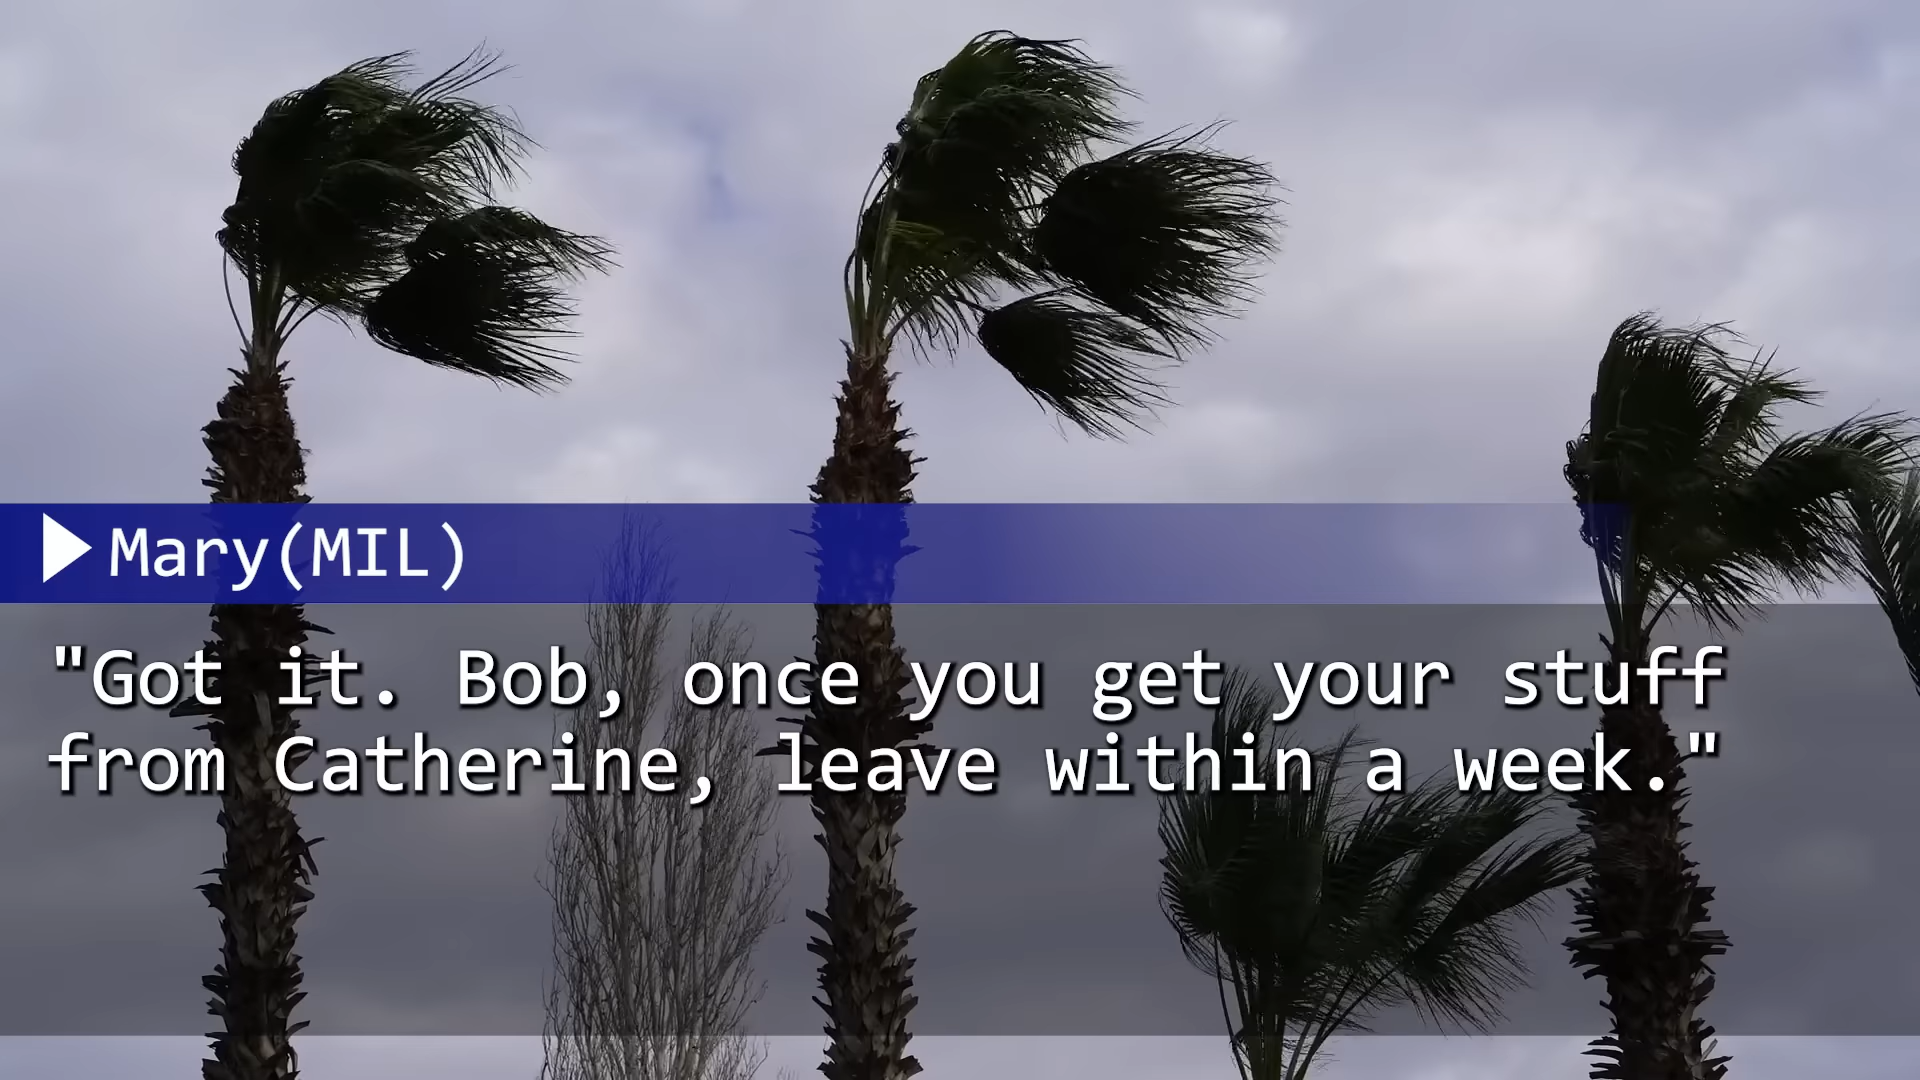 Mary(MIL)
"Got it. Bob, once you get your stuff
from Catherine, leave within a week."